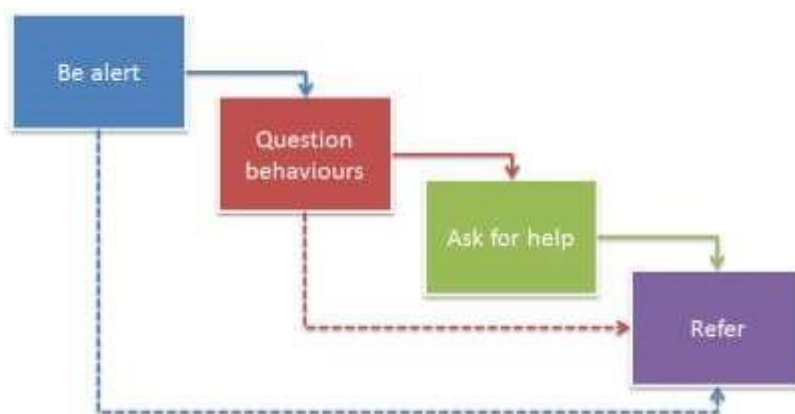 Be alert
Question
behaviours
Ask for help
Refer